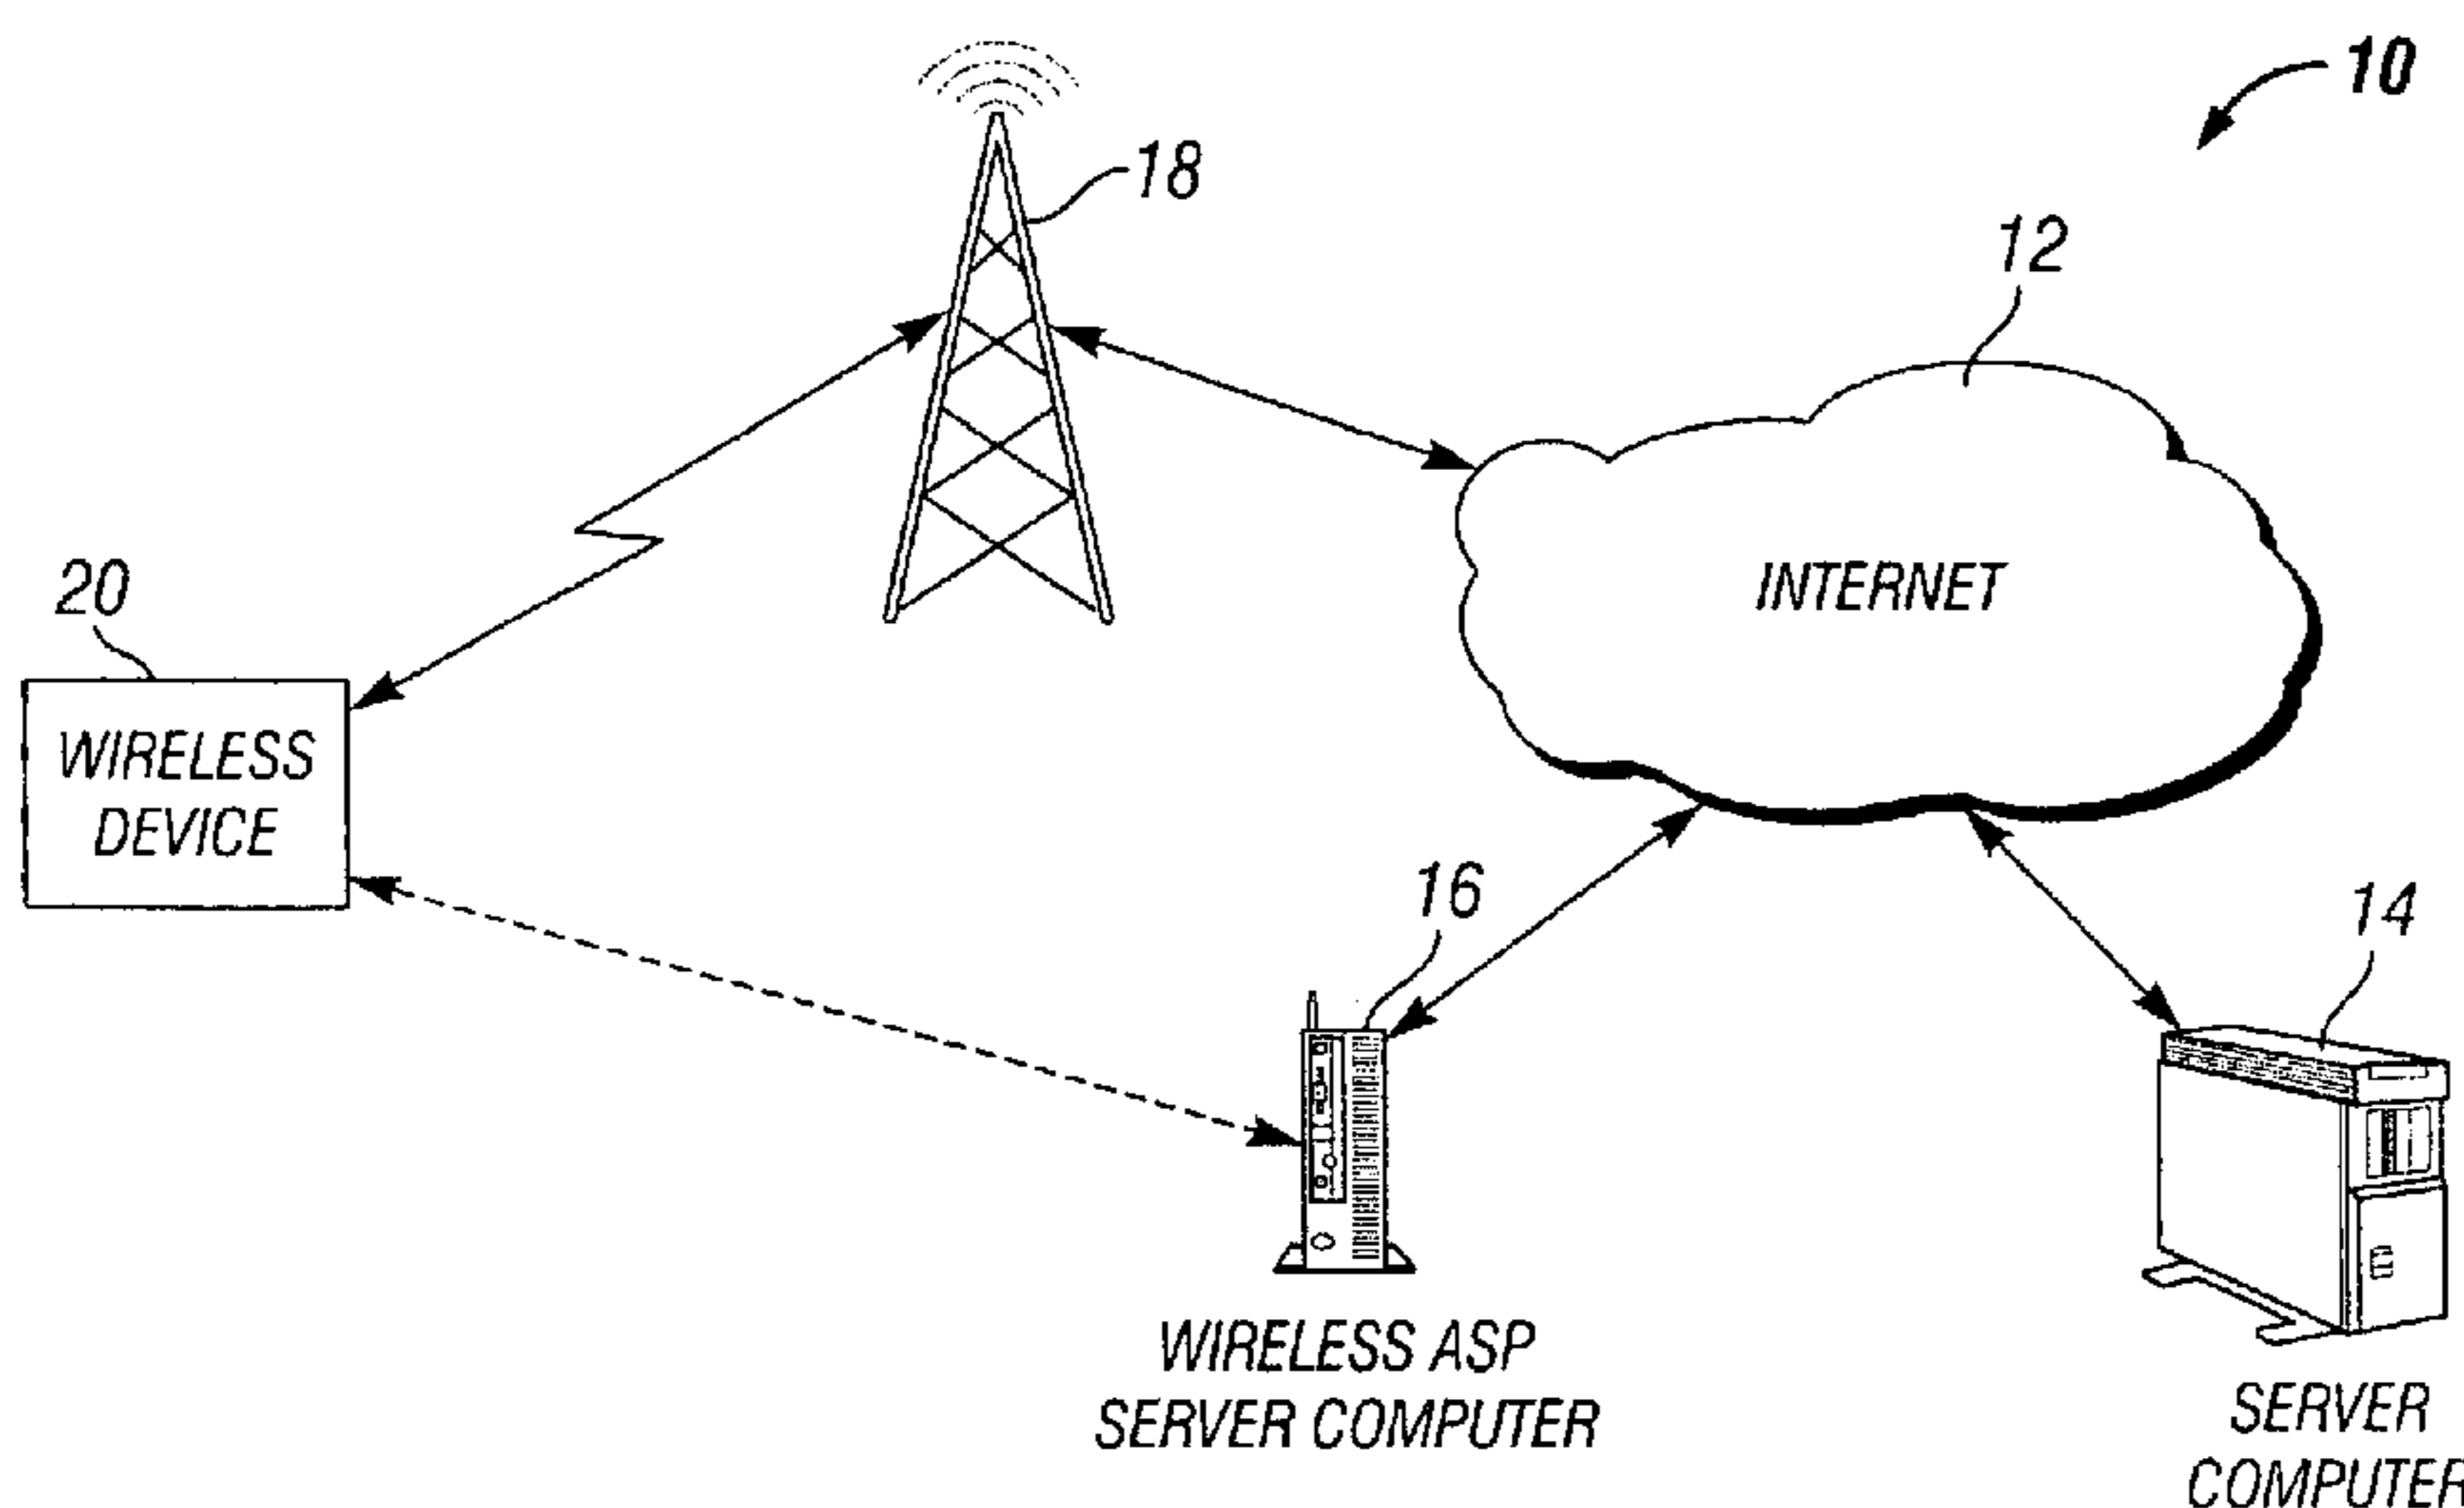 10
18
12
INTERNET
20
WIRELESS
DEVICE
16
14
WIRELESS ASP
SERVER COMPUTER
SERVER
COMPUTER